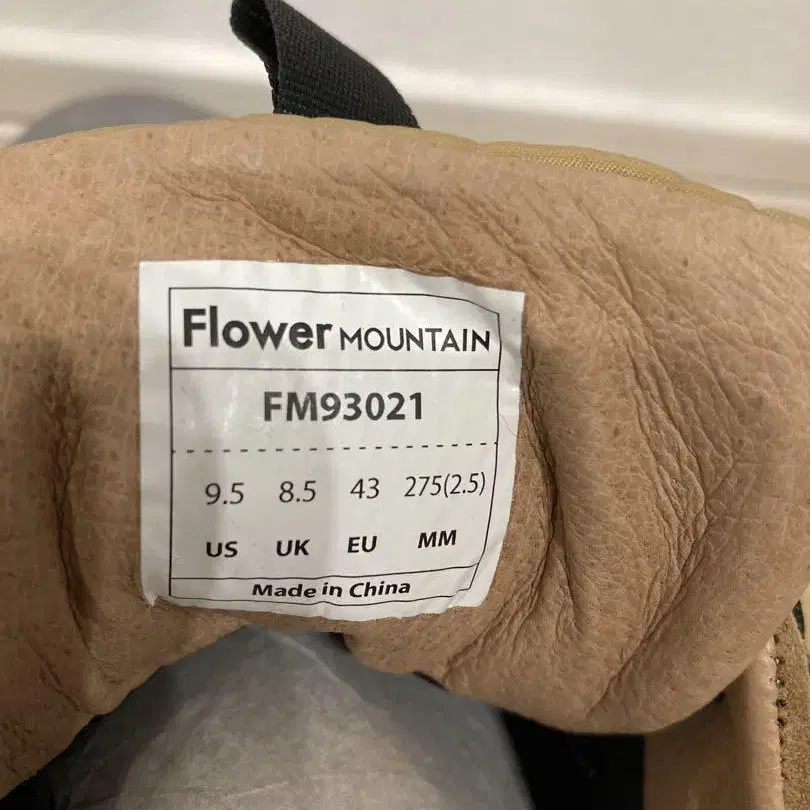 Flower MOUNTAIN
FM93021
9.5 8.5 43 275(2.5)
US UK EU MM
Made in China